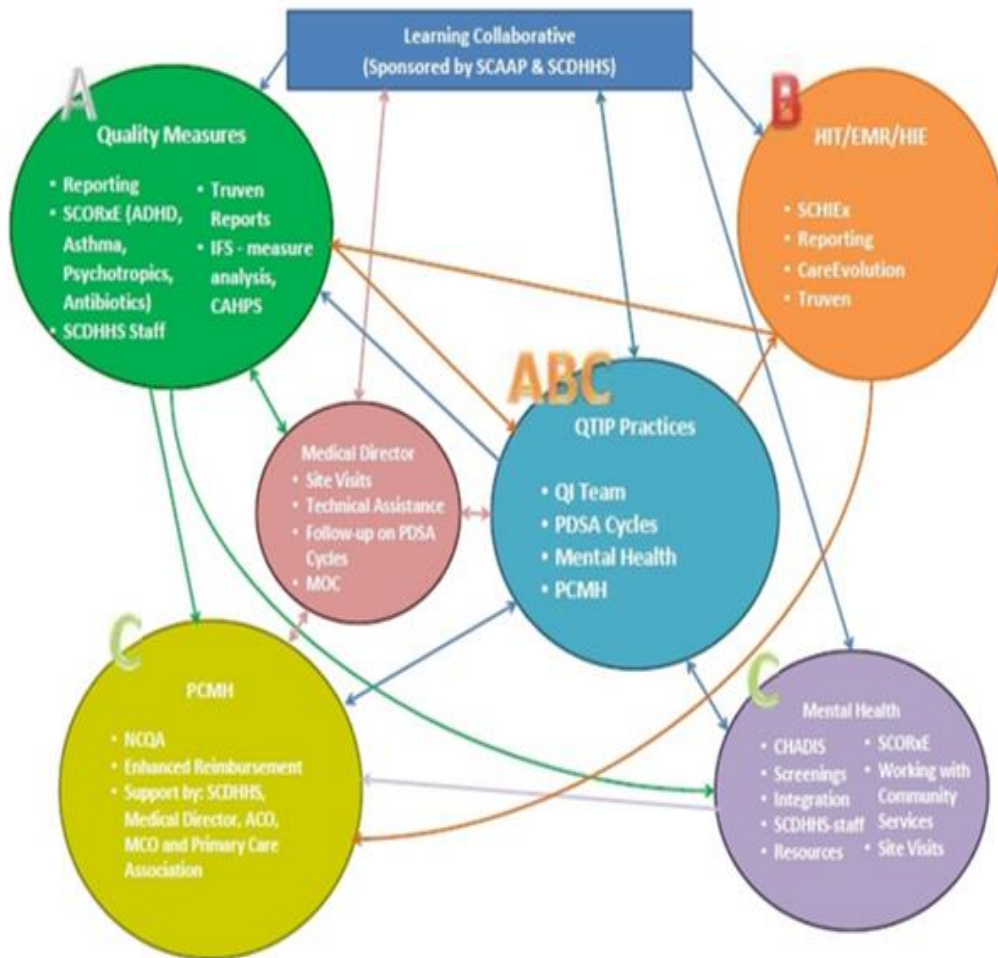 Learning Collaborative
(Sponsored by SCAAP & SCDHHS)
A
Quality Measures
• Reporting
• SCORxE (ADHD,
Asthma,
Psychotropics,
Antibiotics)
• SCDHHS Staff
• Truven
Reports
• IFS - measure
analysis,
CAHPS
B
HIT/EMR/HIE
• SCHIEx
• Reporting
• CareEvolution
• Truven
ABC
QTIP Practices
• QI Team
• PDSA Cycles
• Mental Health
• PCMH
Medical Director
• Site Visits
• Technical Assistance
• Follow-up on PDSA
Cycles
• MOC
C
PCMH
• NCQA
• Enhanced Reimbursement
• Support by: SCDHHS,
Medical Director, ACO,
MCO and Primary Care
Association
C
Mental Health
• CHADIS
• Screenings
• Integration
• SCDHHS-staff
• Resources
• SCORxE
• Working with
Community
Services
• Site Visits